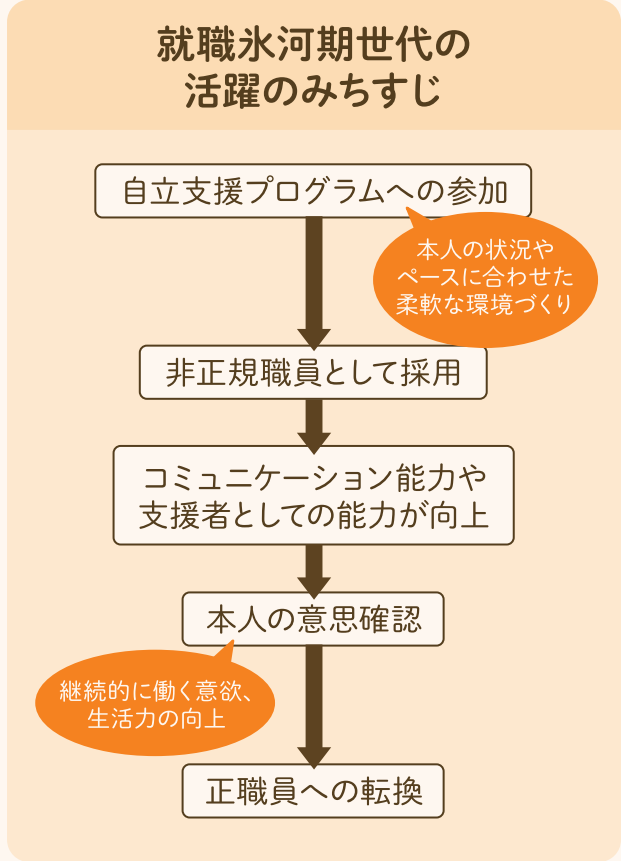 就職氷河期世代の
活躍のみちすじ
自立支援プログラムへの参加
本人の状況や
ペースに合わせた
柔軟な環境づくり
非正規職員として採用
コミュニケーション能力や
支援者としての能力が向上
本人の意思確認
継続的に働く意欲、
生活力の向上
正職員への転換